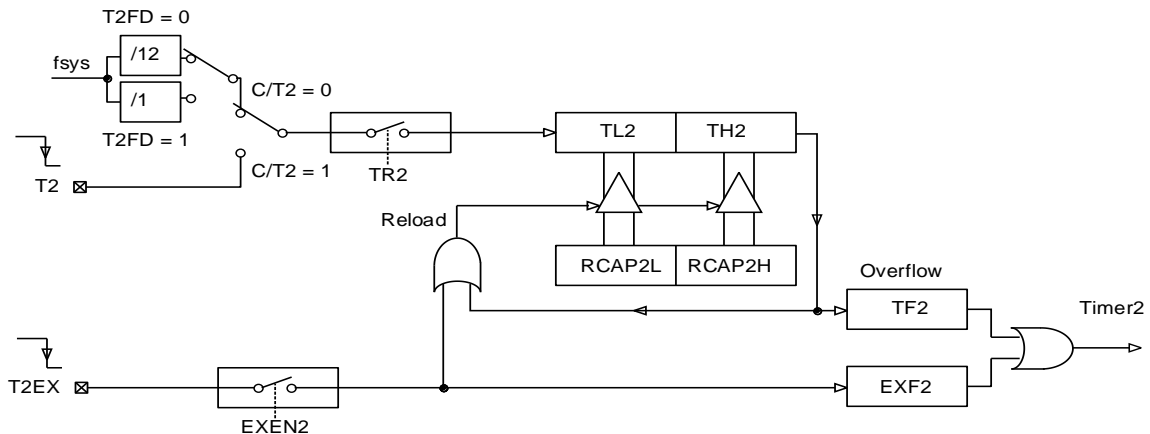 T2FD = 0
/12
fsys
C/T2 = 0
/1
T2FD = 1
TL2
TH2
C/T2 = 1
TR2
T2
Reload
RCAP2L
RCAP2H
Overflow
TF2
Timer2
T2EX
EXF2
EXEN2